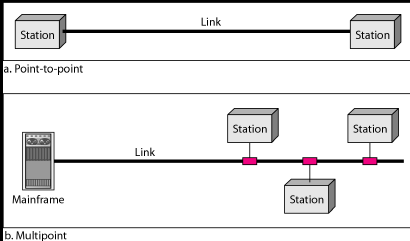 Link
Station
Station
a. Point-to-point
Station
Station
Link
Station
Mainframe
b. Multipoint